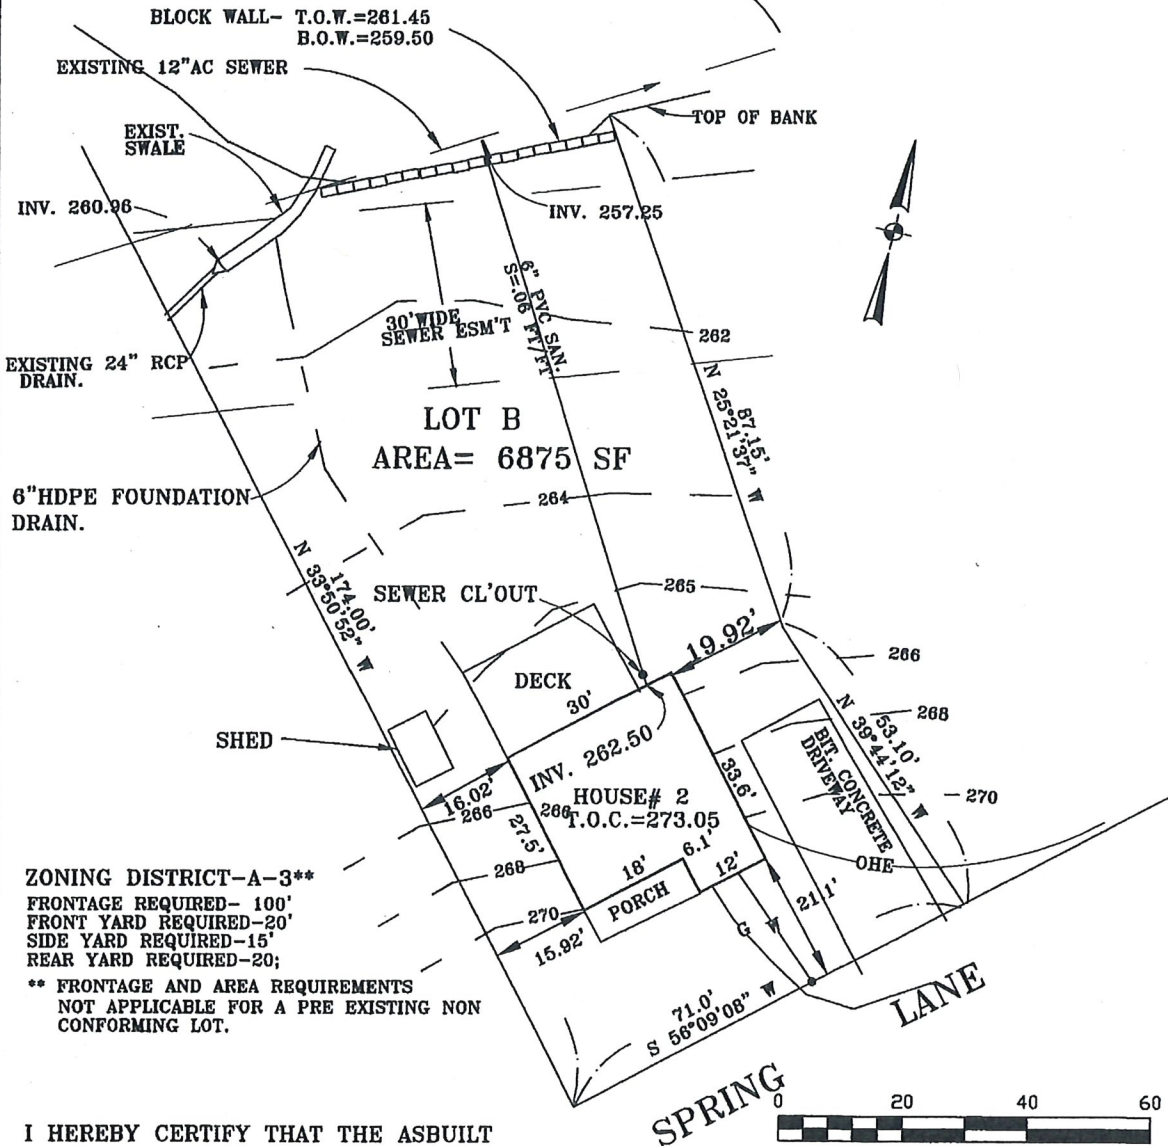 BLOCK WALL- T.O.W.=261.45
B.O.W.=259.50
EXISTING 12"AC SEWER
TOP OF BANK
EXIST.
SWALE
INV. 260.96
INV. 257.25
6" PVC SAN.
S=.06 FT/FT
30'WIDE
SEWER ESM'T
262
EXISTING 24" RCP
DRAIN.
87.15'
N 25°21'37" W
LOT B
AREA= 6875 SF
6"HDPE FOUNDATION
DRAIN.
264
174.00'
N 33°50'52" W
SEWER CL'OUT
265
19.92'
266
DECK
30'
268
53.10'
N 39°44'12" W
SHED
INV. 262.50
BIT. CONCRETE
DRIVEWAY
33.6'
16.02'
HOUSE# 2
T.O.C.=273.05
270
266
266
27.5'
6.1'
OHE
268
18'
12'
21.1'
PORCH
270
G
W
15.92'
ZONING DISTRICT-A-3**
FRONTAGE REQUIRED- 100'
FRONT YARD REQUIRED-20'
SIDE YARD REQUIRED-15'
REAR YARD REQUIRED-20;
** FRONTAGE AND AREA REQUIREMENTS
NOT APPLICABLE FOR A PRE EXISTING NON
CONFORMING LOT.
71.0'
S 56°09'08" W
SPRING LANE
0 20 40 60
I HEREBY CERTIFY THAT THE ASBUILT